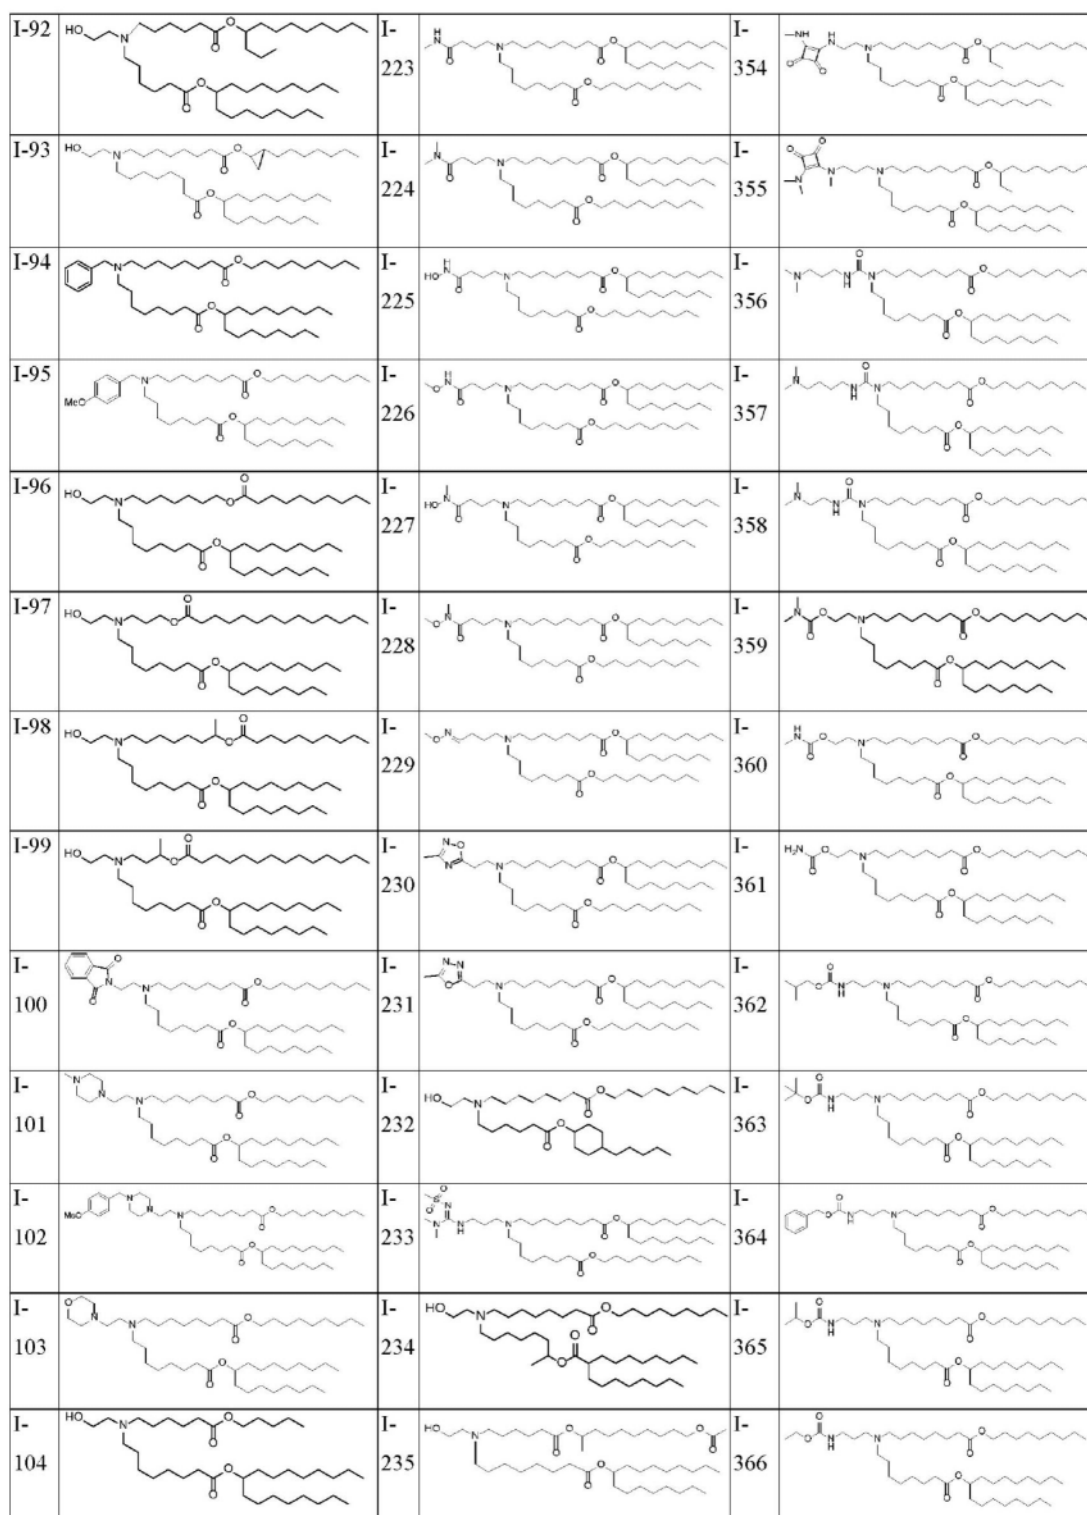 I-92
HO
I-
223
I-
354
I-93
HO
I-
224
I-
355
I-94
I-
225
HO
I-
356
I-95
MeO
I-
226
I-
357
I-96
HO
I-
227
HO
I-
358
I-97
HO
I-
228
I-
359
I-98
HO
I-
229
I-
360
I-99
HO
I-
230
I-
361
H₂N
I-
100
I-
231
I-
362
I-
101
I-
232
HO
I-
363
I-
102
MeO
I-
233
I-
364
I-
103
I-
234
HO
I-
365
I-
104
HO
I-
235
HO
I-
366